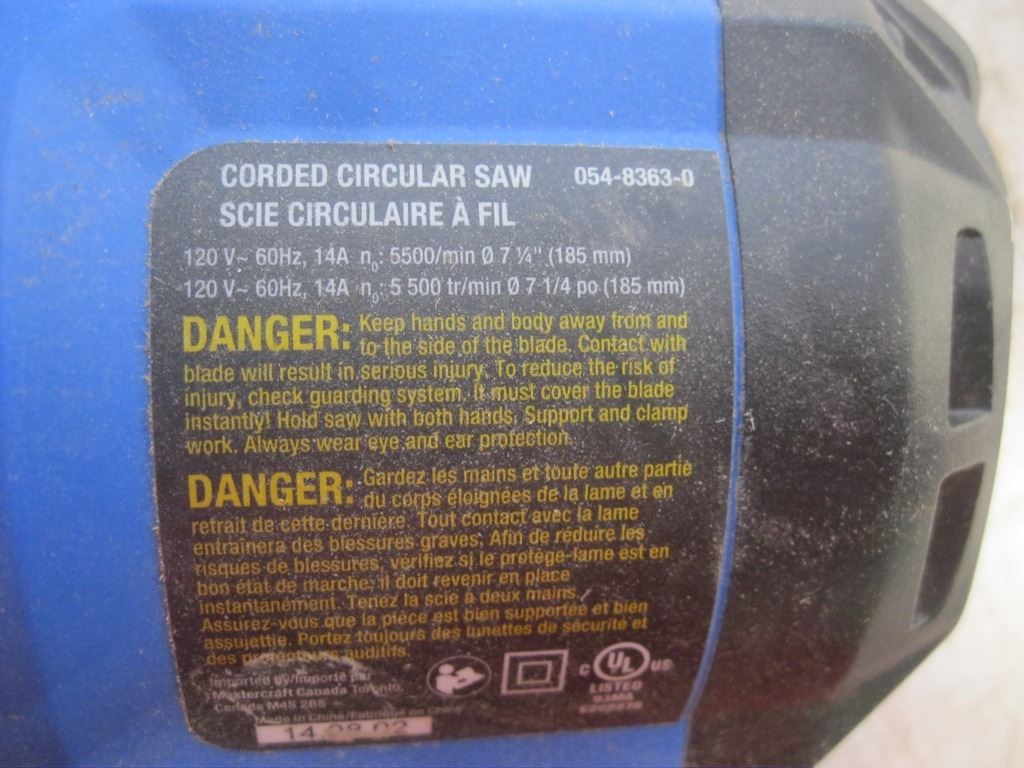 CORDED CIRCULAR SAW 054-8363-0
SCIE CIRCULAIRE À FIL
120 V~ 60Hz, 14A n₀: 5500/min Ø 7 ¼" (185 mm)
120 V~ 60Hz, 14A n₀: 5 500 tr/min Ø 7 1/4 po (185 mm)
DANGER: Keep hands and body away from and
to the side of the blade. Contact with
blade will result in serious injury. To reduce the risk of
injury, check guarding system. It must cover the blade
instantly! Hold saw with both hands. Support and clamp
work. Always wear eye and ear protection.
DANGER: Gardez les mains et toute autre partie
du corps éloignées de la lame et en
retrait de cette dernière. Tout contact avec la lame
entraînera des blessures graves. Afin de réduire les
risques de blessures, vérifiez si le protège-lame est en
bon état de marche; il doit revenir en place
instantanément. Tenez la scie à deux mains.
Assurez-vous que la pièce est bien supportée et bien
assujettie. Portez toujours des lunettes de sécurité et
des protecteurs auditifs.
Imported by/Importé par
Mastercraft Canada Toronto,
Canada M4S 2B8
Made in China/Fabriqué en Chine
14 02
C UL US
LISTED